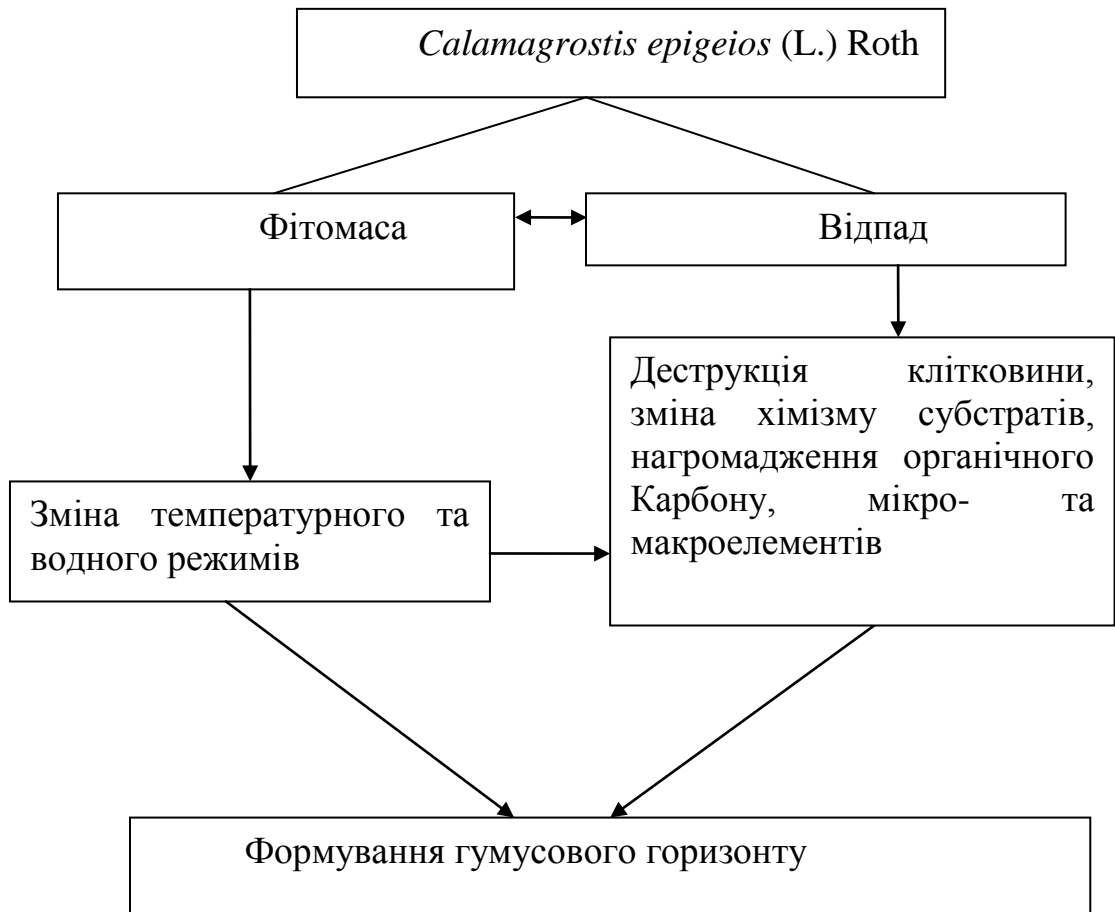 Calamagrostis epigeios (L.) Roth
Фітомаса
Відпад
Деструкція клітковини,
зміна хімізму субстратів,
нагромадження органічного
Карбону, мікро- та
макроелементів
Зміна температурного та
водного режимів
Формування гумусового горизонту